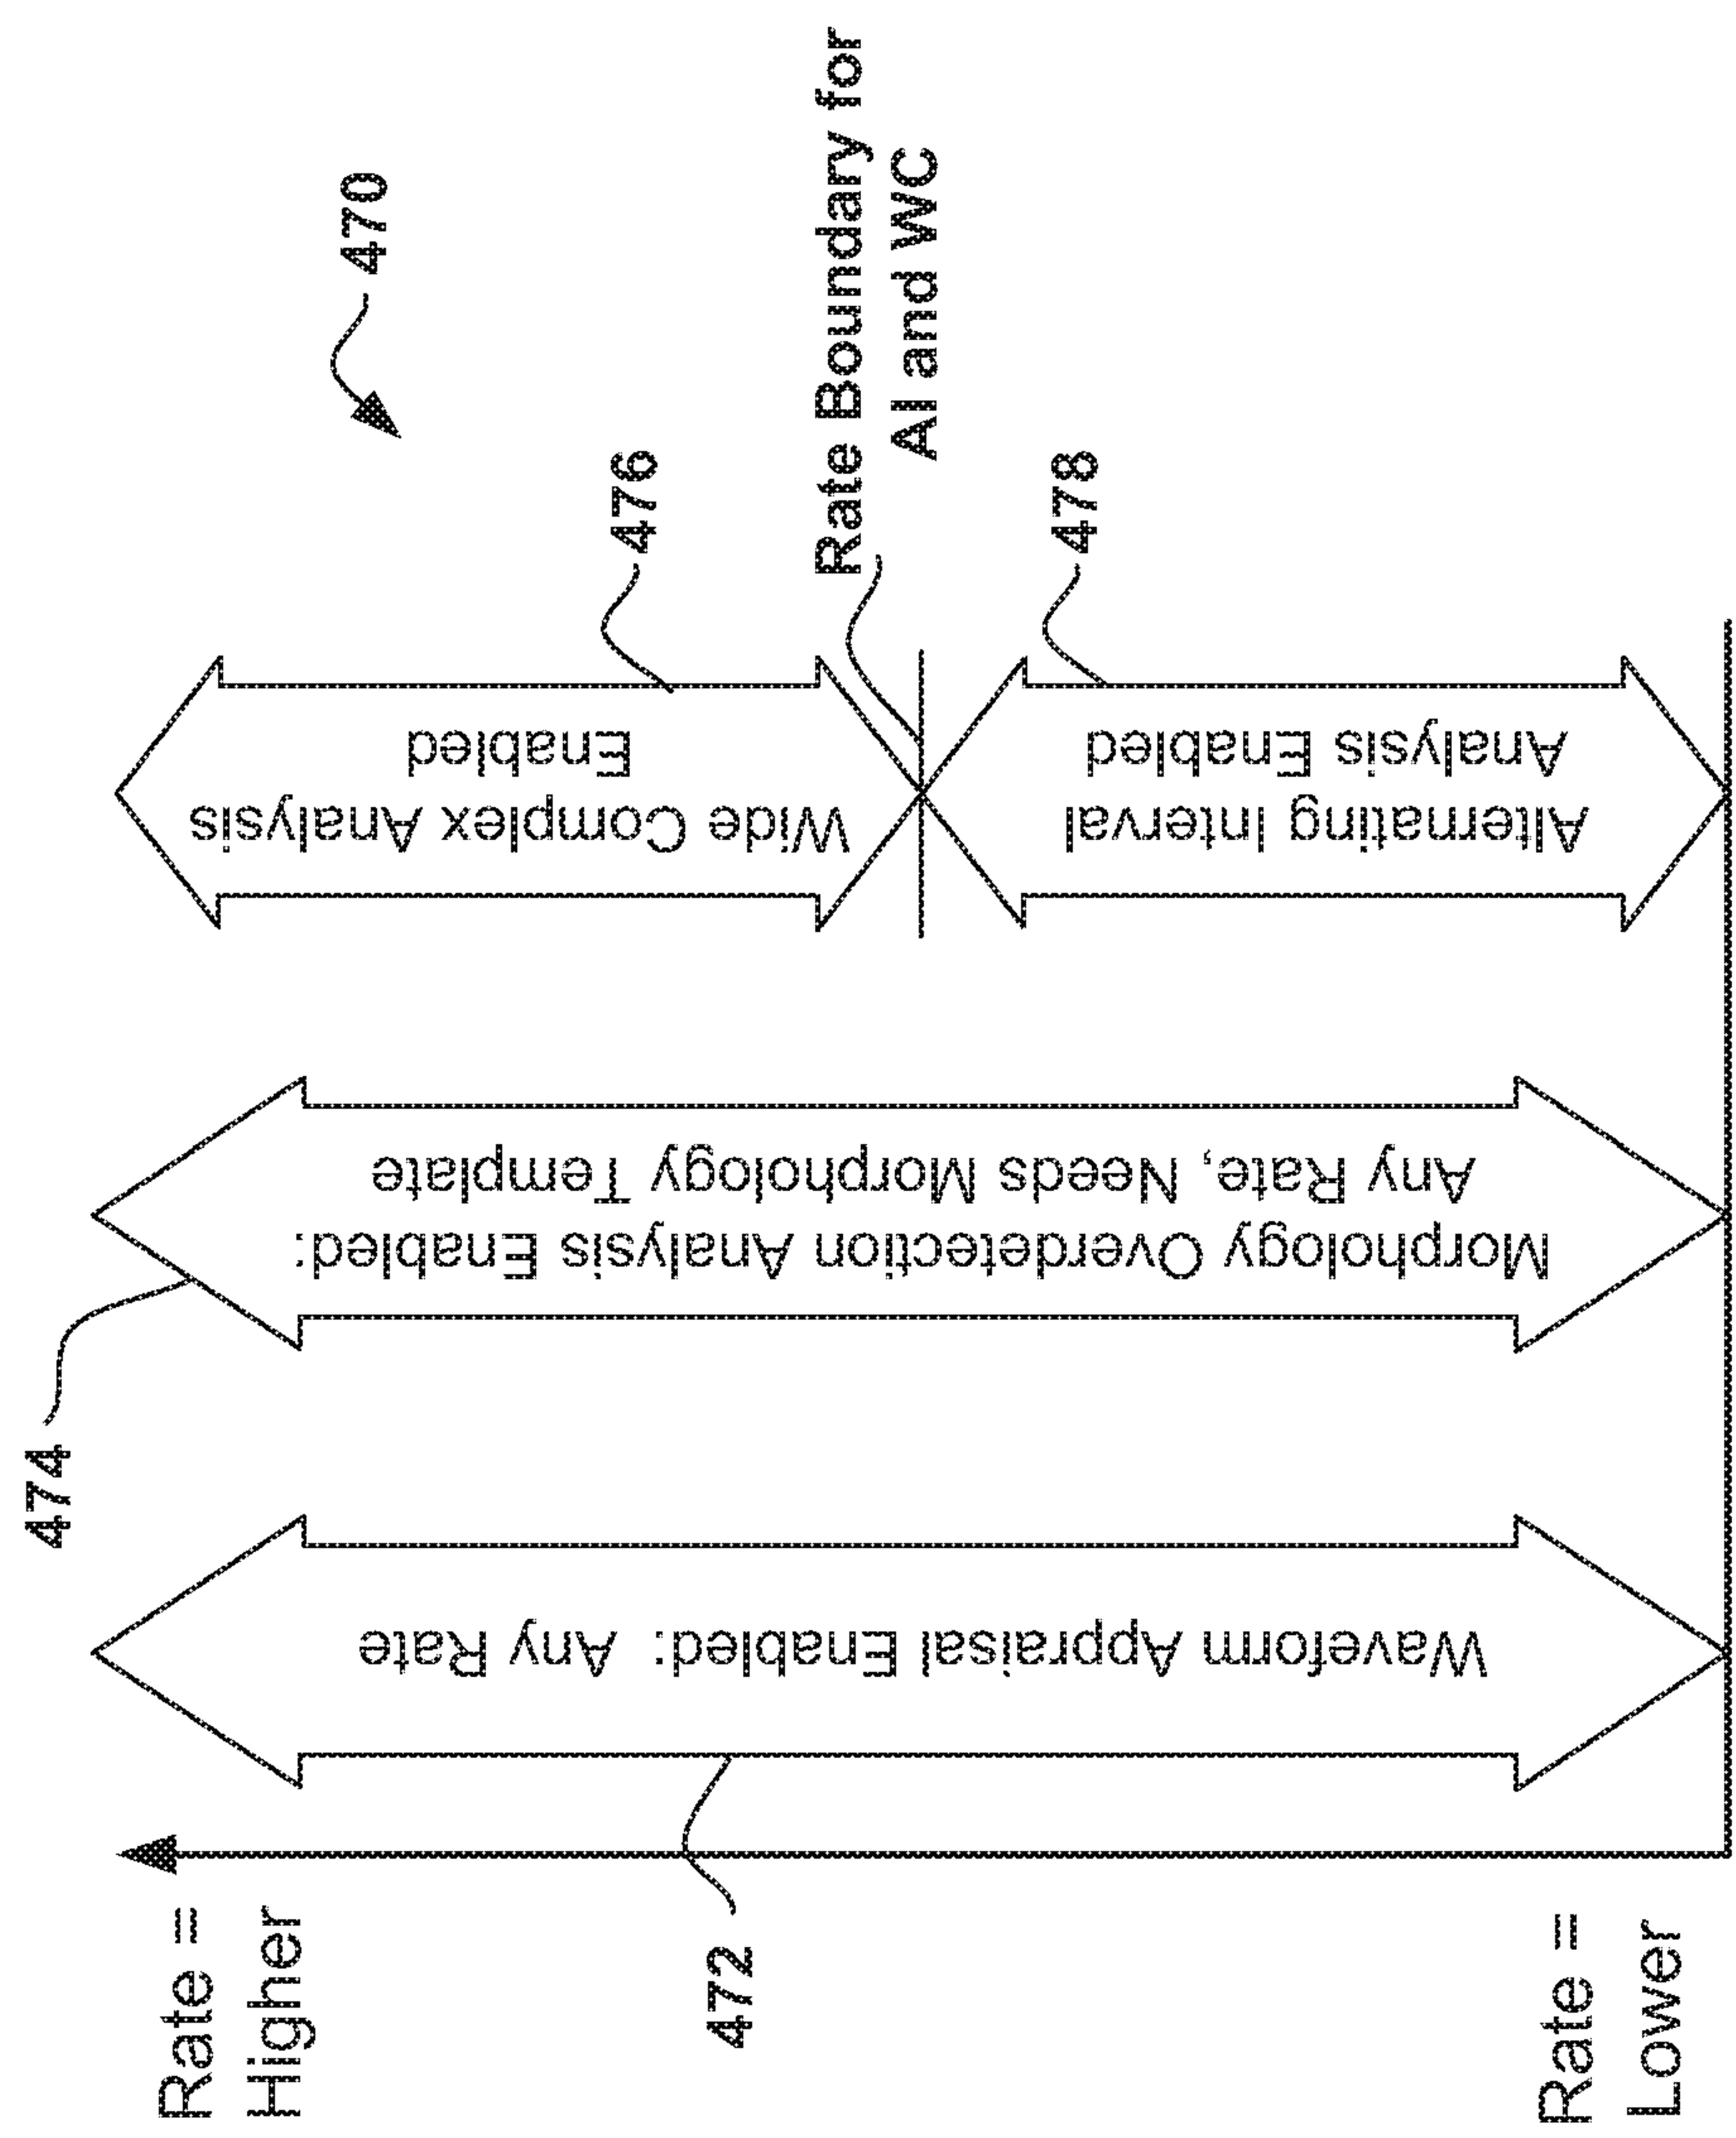 470
Rate =
Higher
Rate =
Lower
472
Waveform Appraisal Enabled: Any Rate
474
Morphology Overdetection Analysis Enabled:
Any Rate, Needs Morphology Template
476
Wide Complex Analysis
Enabled
Rate Boundary for
AI and WC
478
Alternating Interval
Analysis Enabled